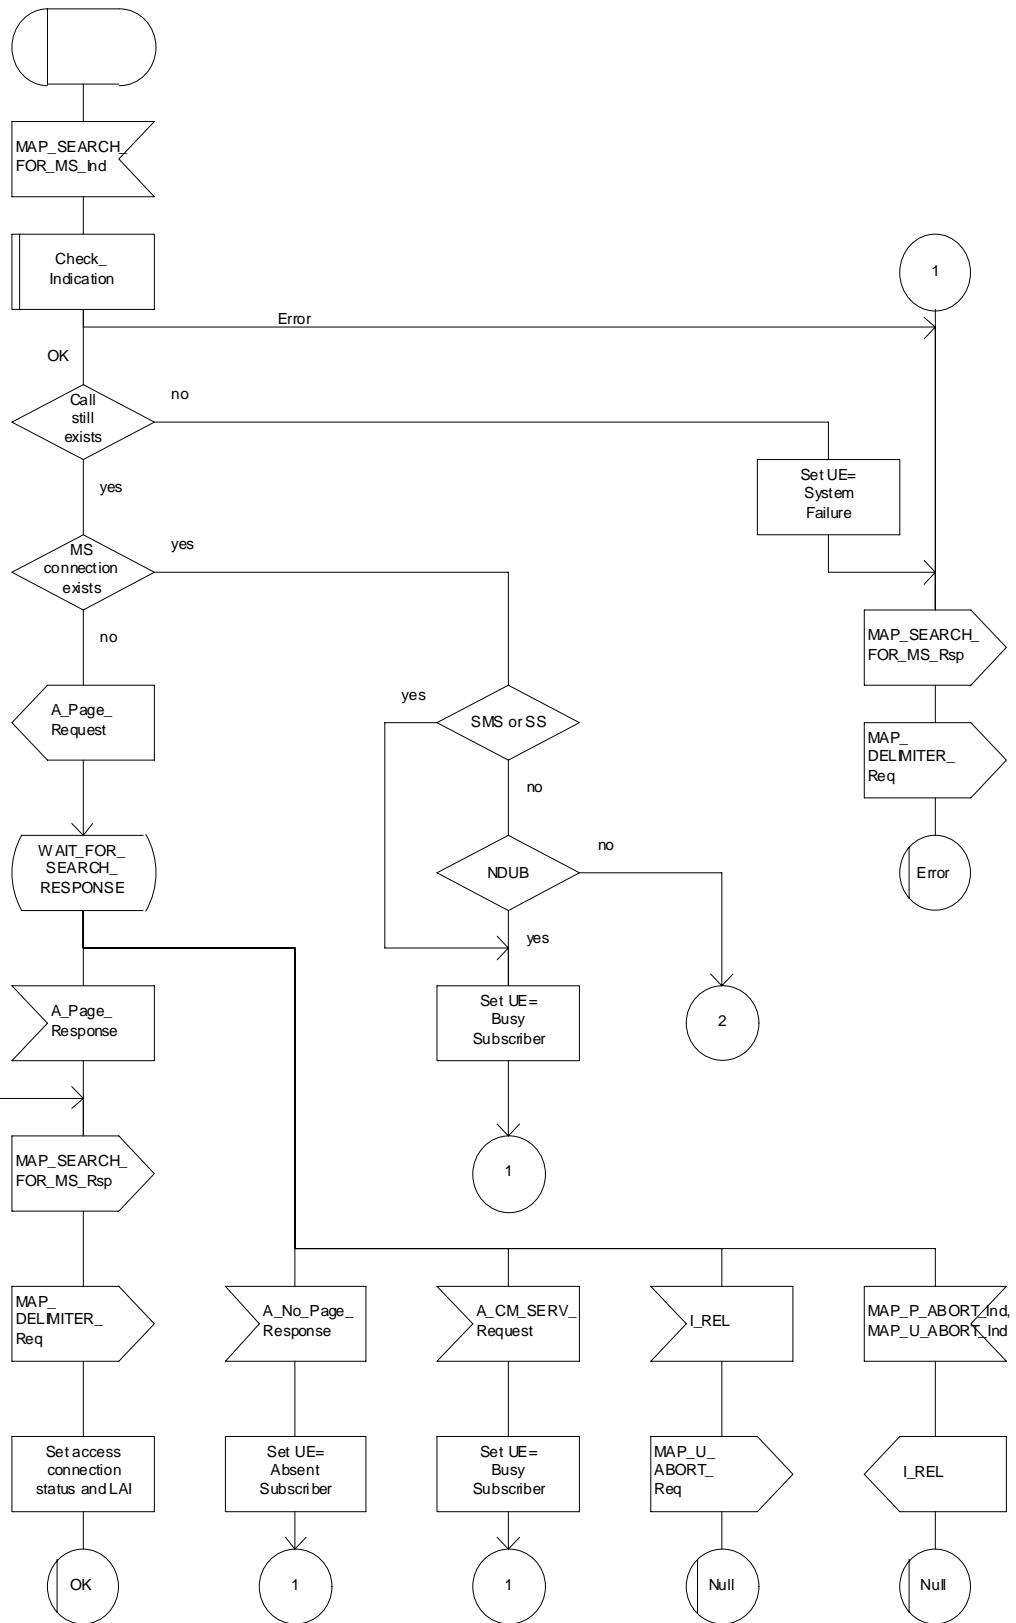 MAP_SEARCH_
FOR_MS_Ind
Check_
Indication
1
Error
OK
Call
still
exists
no
Set UE=
System
Failure
yes
MS
connection
exists
yes
no
MAP_SEARCH_
FOR_MS_Rsp
A_Page_
Request
yes
SMS or SS
MAP_
DELIMITER_
Req
no
WAIT_FOR_
SEARCH_
RESPONSE
NDUB
no
Error
yes
A_Page_
Response
Set UE=
Busy
Subscriber
2
MAP_SEARCH_
FOR_MS_Rsp
1
MAP_
DELIMITER_
Req
A_No_Page_
Response
A_CM_SERV_
Request
I_REL
MAP_P_ABORT_Ind,
MAP_U_ABORT_Ind
Set access
connection
status and LAI
Set UE=
Absent
Subscriber
Set UE=
Busy
Subscriber
MAP_U_
ABORT_
Req
I_REL
OK
1
1
Null
Null